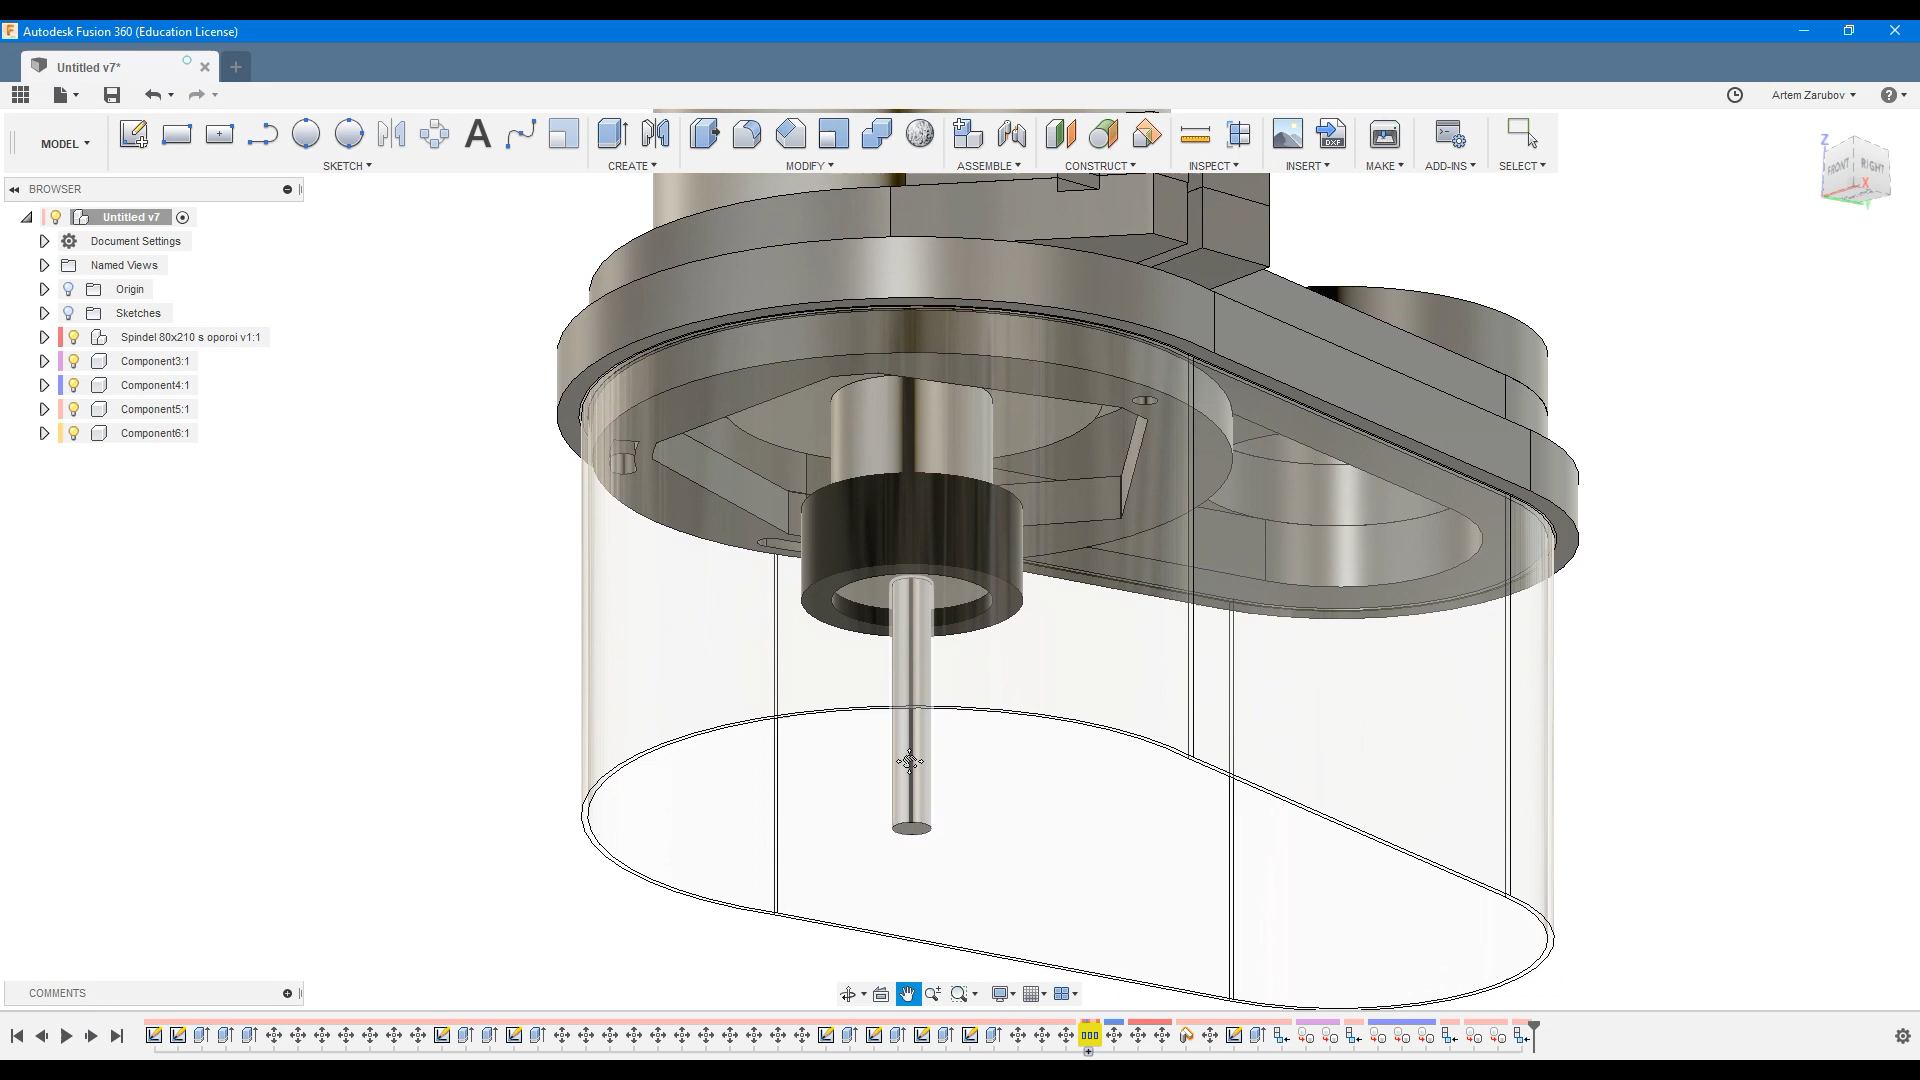 Autodesk Fusion 360 (Education License)
Untitled v7*
Artem Zarubov
MODEL
SKETCH
CREATE
MODIFY
ASSEMBLE
CONSTRUCT
INSPECT
INSERT
MAKE
ADD-INS
SELECT
DXF
BROWSER
Untitled v7
Document Settings
Named Views
Origin
Sketches
Spindel 80x210 s oporoi v1:1
Component3:1
Component4:1
Component5:1
Component6:1
Z
FRONT
RIGHT
X
Y
COMMENTS